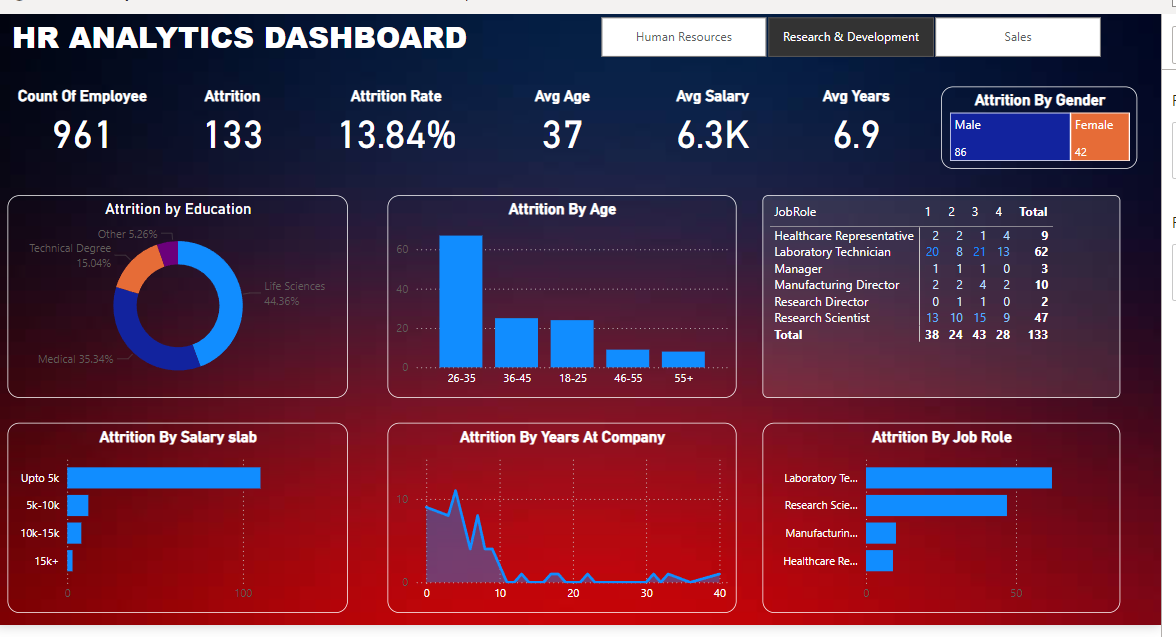 HR ANALYTICS DASHBOARD
Human Resources
Research & Development
Sales
Count Of Employee
961
Attrition
133
Attrition Rate
13.84%
Avg Age
37
Avg Salary
6.3K
Avg Years
6.9
Attrition By Gender
Male
86
Female
42
Attrition by Education
Other 5.26%
Technical Degree
15.04%
Life Sciences
44.36%
Medical 35.34%
Attrition By Age
60
40
20
0
26-35 36-45 18-25 46-55 55+
JobRole 1 2 3 4 Total
Healthcare Representative 2 2 1 4 9
Laboratory Technician 20 8 21 13 62
Manager 1 1 1 0 3
Manufacturing Director 2 2 4 2 10
Research Director 0 1 1 0 2
Research Scientist 13 10 15 9 47
Total 38 24 43 28 133
Attrition By Salary slab
Upto 5k
5k-10k
10k-15k
15k+
0 100
Attrition By Years At Company
10
0
0 10 20 30 40
Attrition By Job Role
Laboratory Te...
Research Scie...
Manufacturin...
Healthcare Re...
0 50